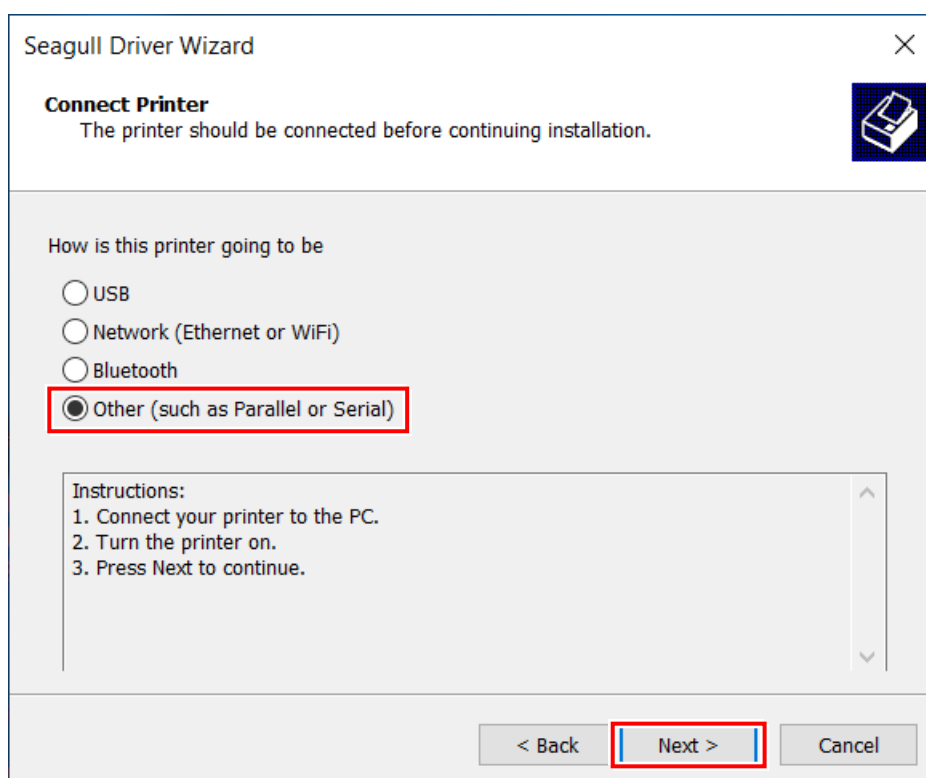 Seagull Driver Wizard
Connect Printer
The printer should be connected before continuing installation.
How is this printer going to be
USB
Network (Ethernet or WiFi)
Bluetooth
Other (such as Parallel or Serial)
Instructions:
1. Connect your printer to the PC.
2. Turn the printer on.
3. Press Next to continue.
< Back Next > Cancel